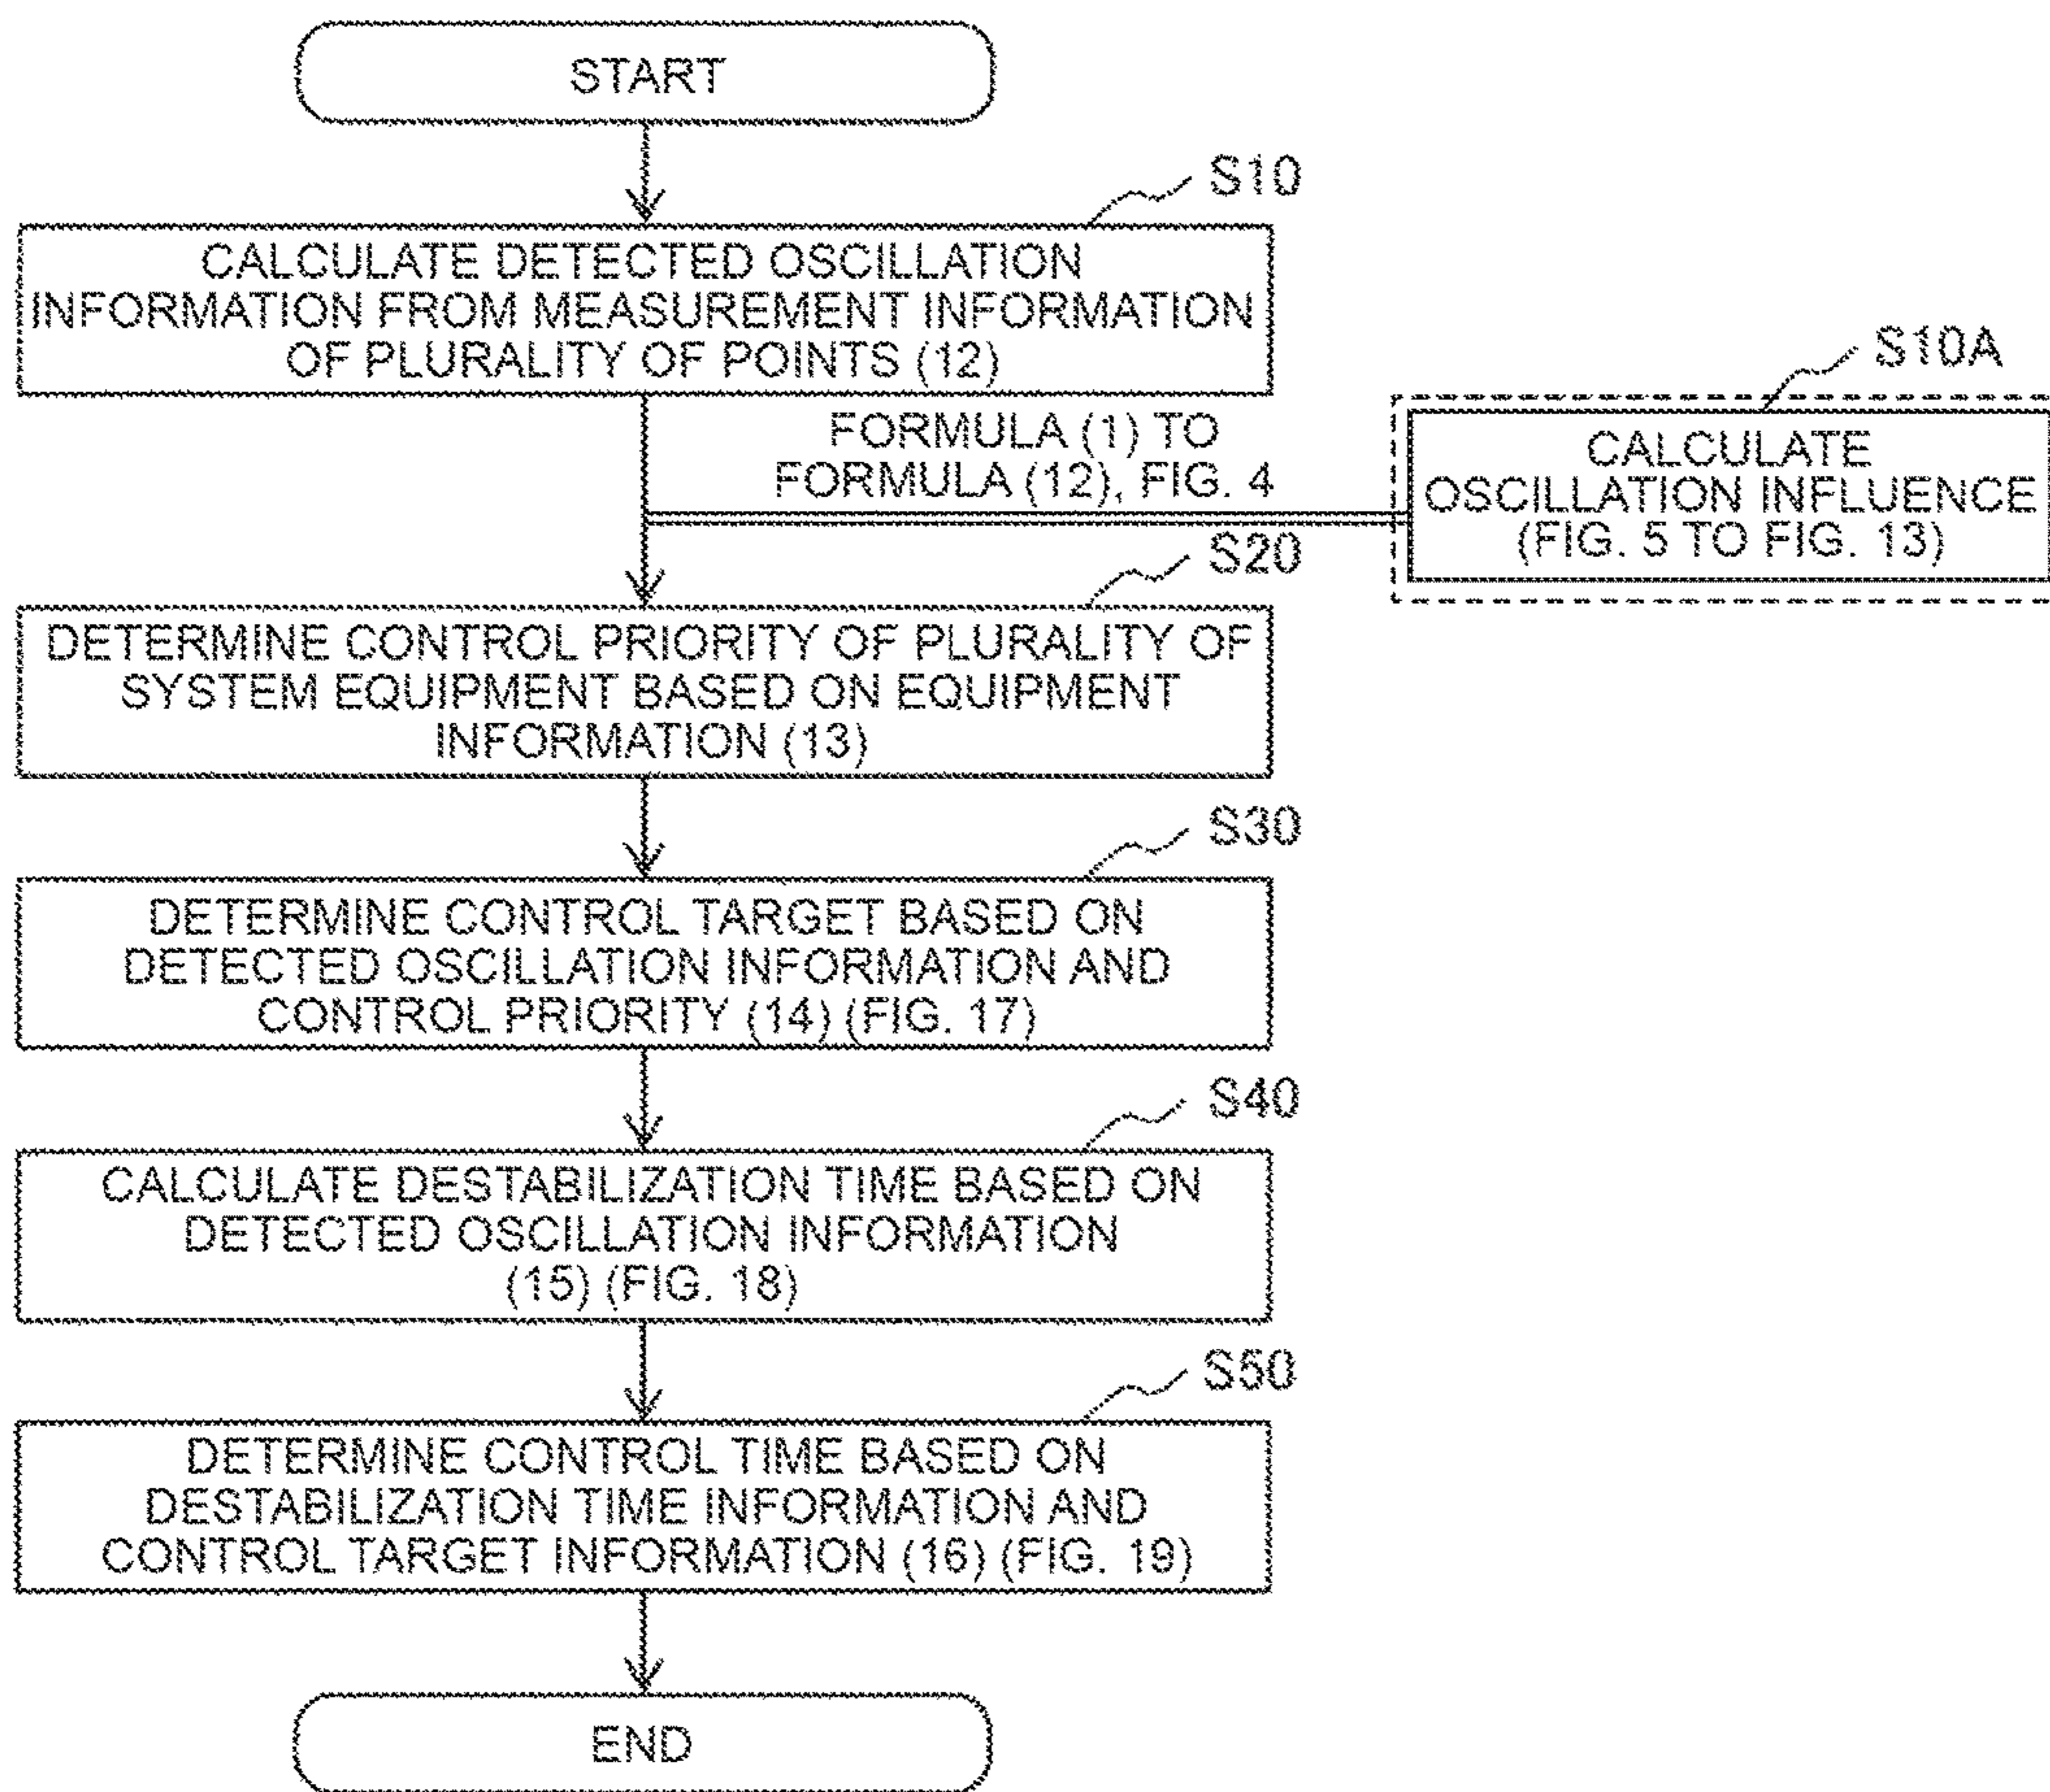 START
S10
CALCULATE DETECTED OSCILLATION
INFORMATION FROM MEASUREMENT INFORMATION
OF PLURALITY OF POINTS (12)
FORMULA (1) TO
FORMULA (12), FIG. 4
S10A
CALCULATE
OSCILLATION INFLUENCE
(FIG. 5 TO FIG. 13)
S20
DETERMINE CONTROL PRIORITY OF PLURALITY OF
SYSTEM EQUIPMENT BASED ON EQUIPMENT
INFORMATION (13)
S30
DETERMINE CONTROL TARGET BASED ON
DETECTED OSCILLATION INFORMATION AND
CONTROL PRIORITY (14) (FIG. 17)
S40
CALCULATE DESTABILIZATION TIME BASED ON
DETECTED OSCILLATION INFORMATION
(15) (FIG. 18)
S50
DETERMINE CONTROL TIME BASED ON
DESTABILIZATION TIME INFORMATION AND
CONTROL TARGET INFORMATION (16) (FIG. 19)
END